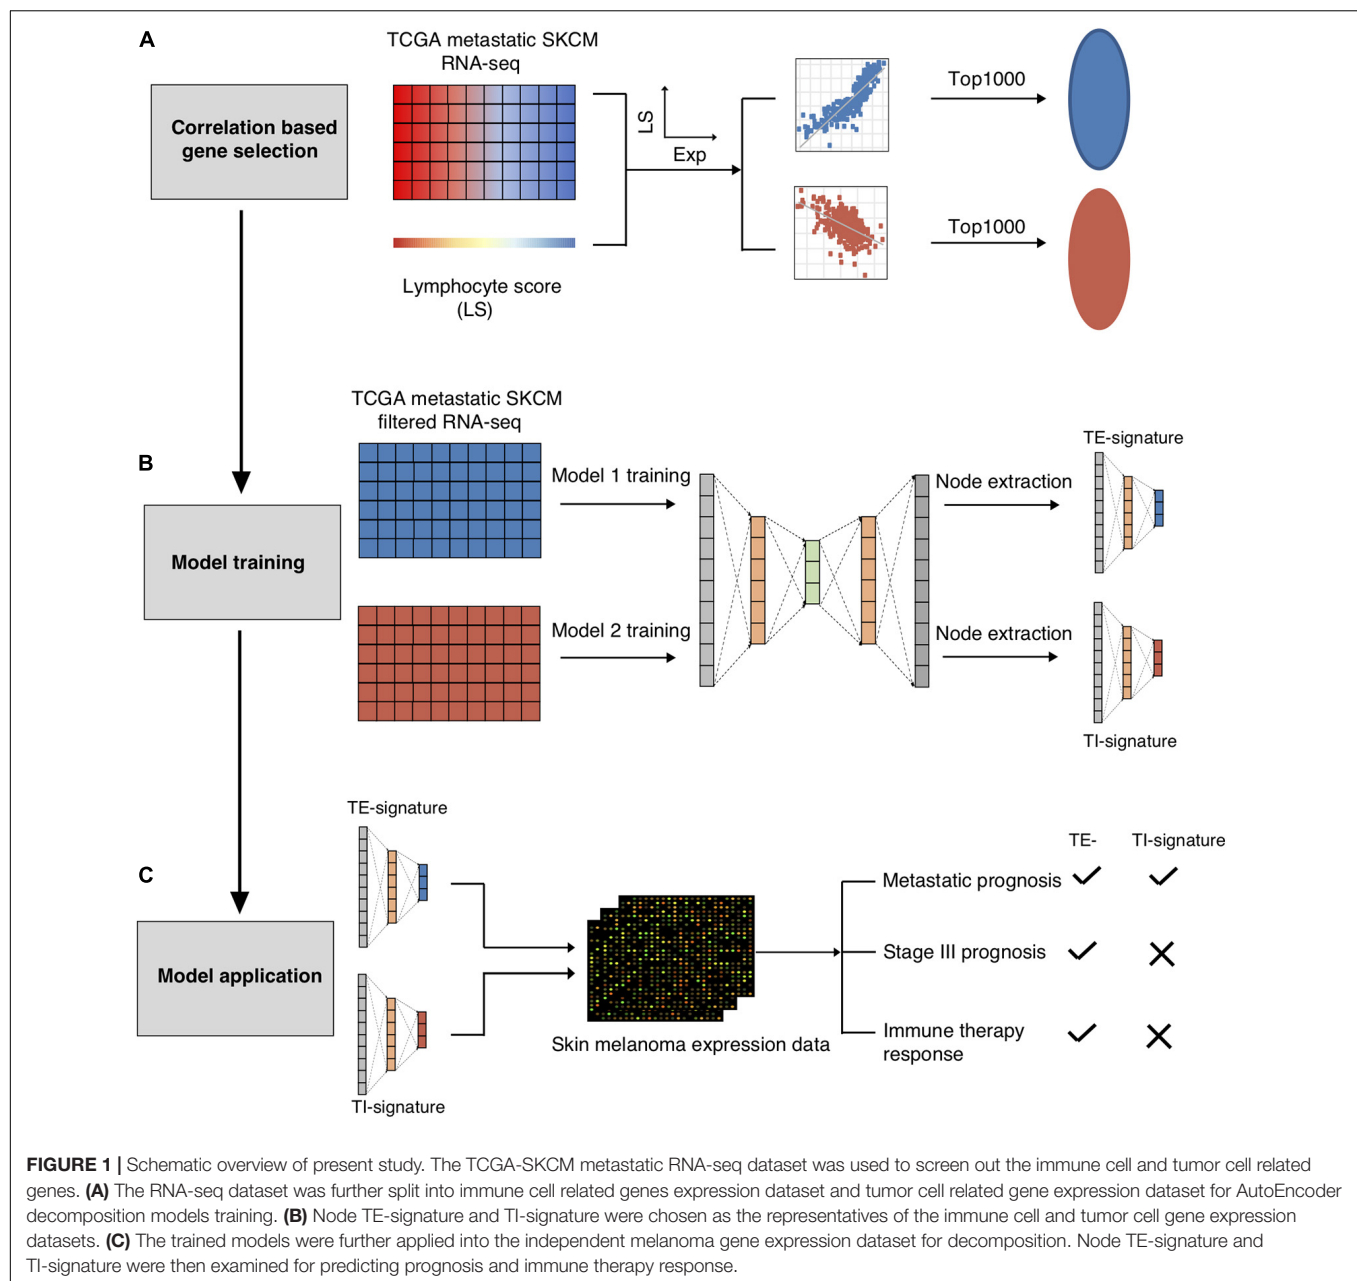 A
TCGA metastatic SKCM
RNA-seq
Correlation based
gene selection
LS
Exp
Top1000
Top1000
Lymphocyte score
(LS)
B
TCGA metastatic SKCM
filtered RNA-seq
Model training
Model 1 training
Model 2 training
Node extraction
Node extraction
TE-signature
TI-signature
C
Model application
TE-signature
TI-signature
Skin melanoma expression data
TE-
TI-signature
Metastatic prognosis
Stage III prognosis
Immune therapy
response
FIGURE 1 | Schematic overview of present study. The TCGA-SKCM metastatic RNA-seq dataset was used to screen out the immune cell and tumor cell related
genes. (A) The RNA-seq dataset was further split into immune cell related genes expression dataset and tumor cell related gene expression dataset for AutoEncoder
decomposition models training. (B) Node TE-signature and TI-signature were chosen as the representatives of the immune cell and tumor cell gene expression
datasets. (C) The trained models were further applied into the independent melanoma gene expression dataset for decomposition. Node TE-signature and
TI-signature were then examined for predicting prognosis and immune therapy response.